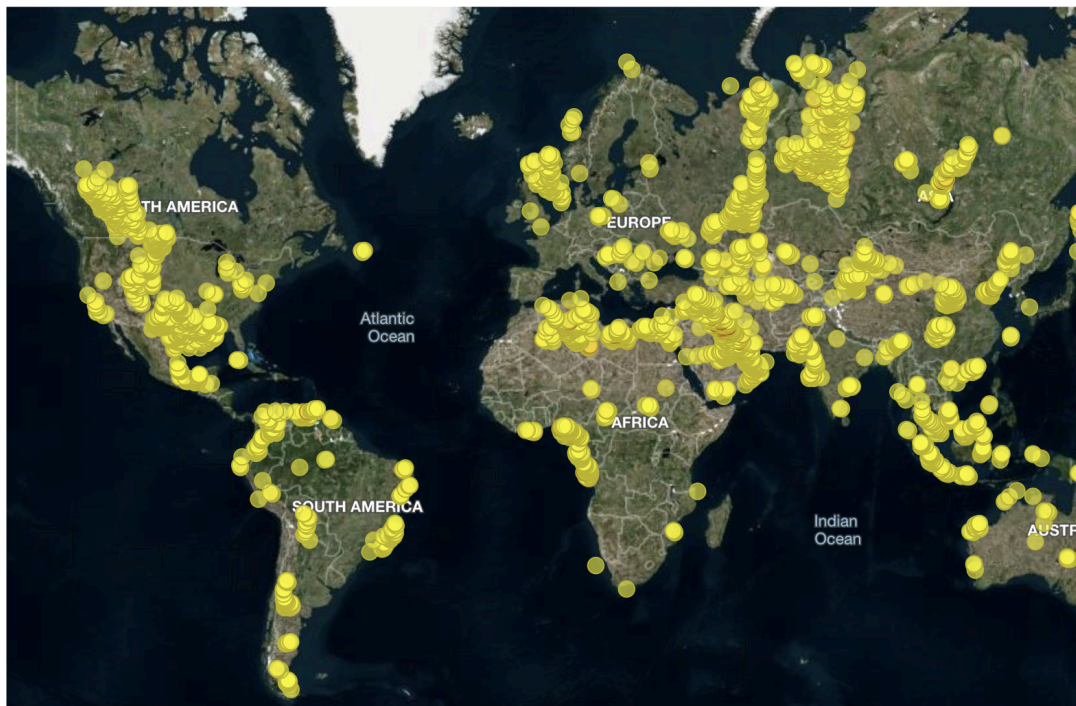 TH AMERICA
EUROPE
Atlantic
Ocean
AFRICA
SOUTH AMERICA
Indian
Ocean
AUSTR